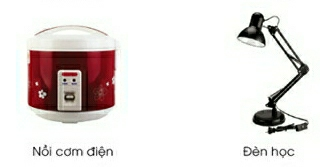 Nồi cơm điện
Đèn học